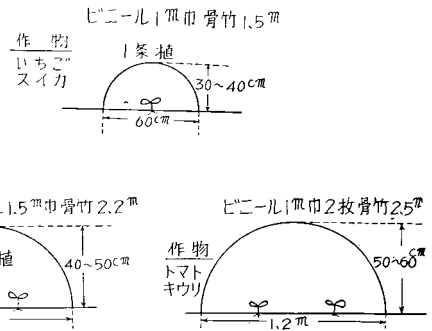 ビニール1m巾骨竹1.5m
作物
いちご
スイカ
1条植
30~40cm
60cm
1.5m巾骨竹2.2m
植
40~50cm
ビニール1m巾2枚骨竹2.5m
作物
トマト
キウリ
50~60cm
1.2m